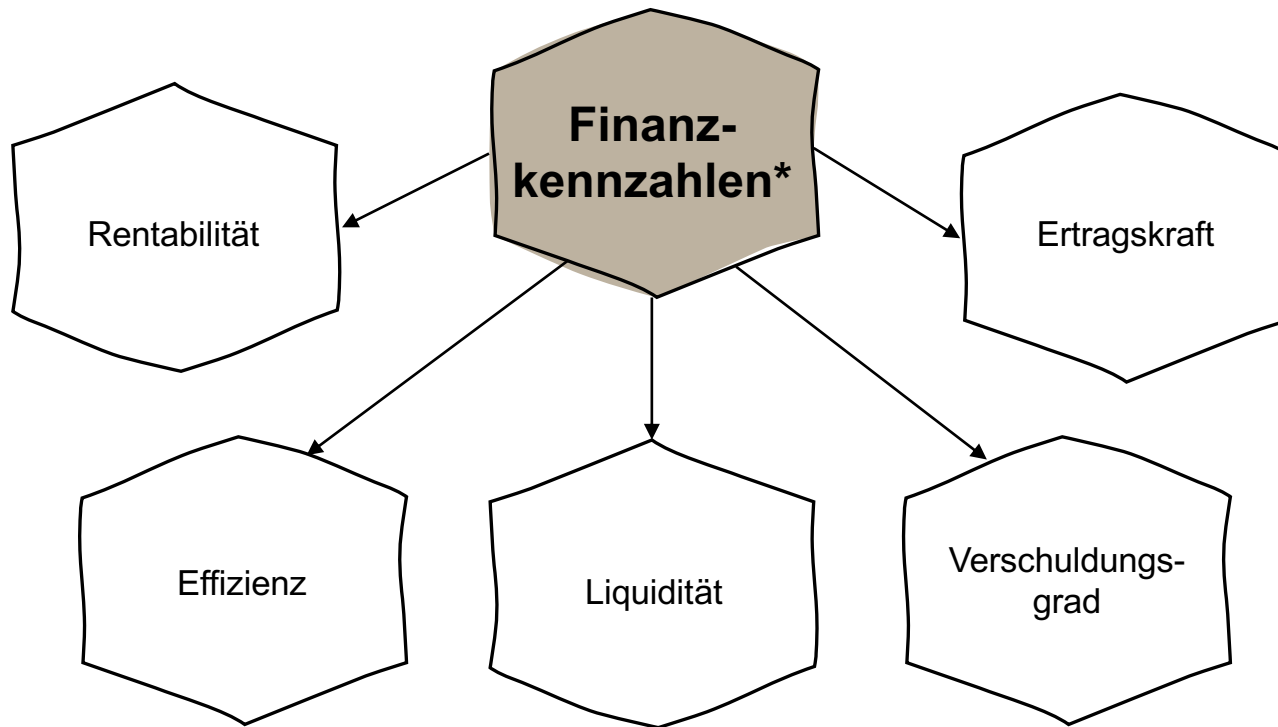 Finanz-
kennzahlen*
Rentabilität
Ertragskraft
Effizienz
Liquidität
Verschuldungs-
grad